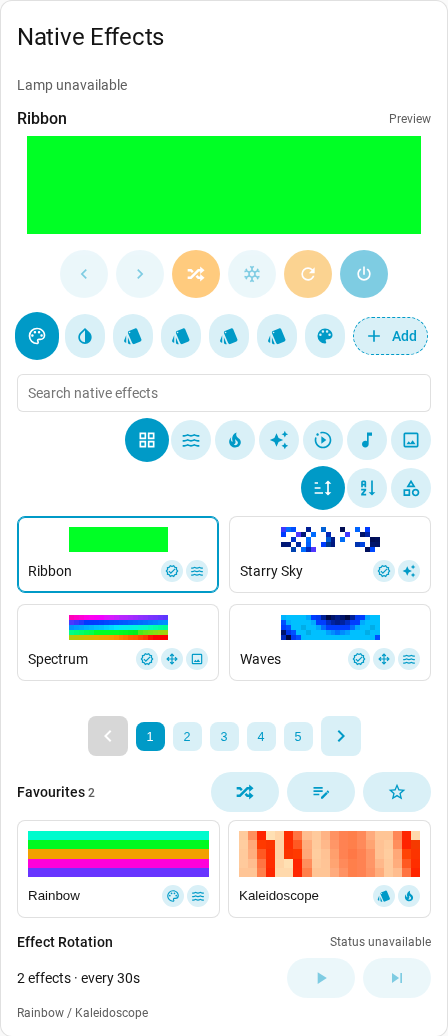 Native Effects
Lamp unavailable
Ribbon Preview
Add
Search native effects
Ribbon Starry Sky
Spectrum Waves
1 2 3 4 5
Favourites 2
Rainbow Kaleidoscope
Effect Rotation Status unavailable
2 effects · every 30s
Rainbow / Kaleidoscope